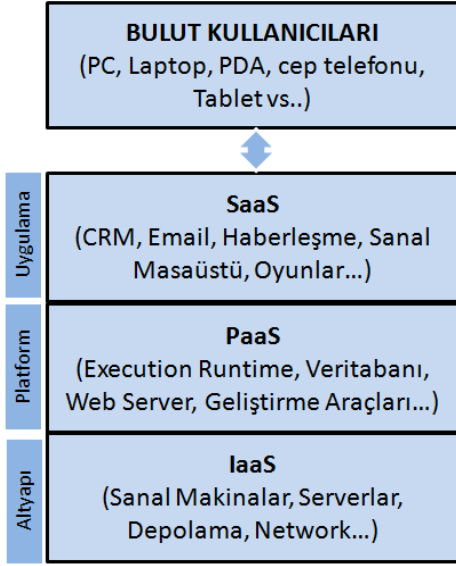 BULUT KULLANICILARI
(PC, Laptop, PDA, cep telefonu,
Tablet vs..)
Uygulama
SaaS
(CRM, Email, Haberleşme, Sanal
Masaüstü, Oyunlar...)
Platform
PaaS
(Execution Runtime, Veritabanı,
Web Server, Geliştirme Araçları...)
Altyapı
IaaS
(Sanal Makinalar, Serverlar,
Depolama, Network...)